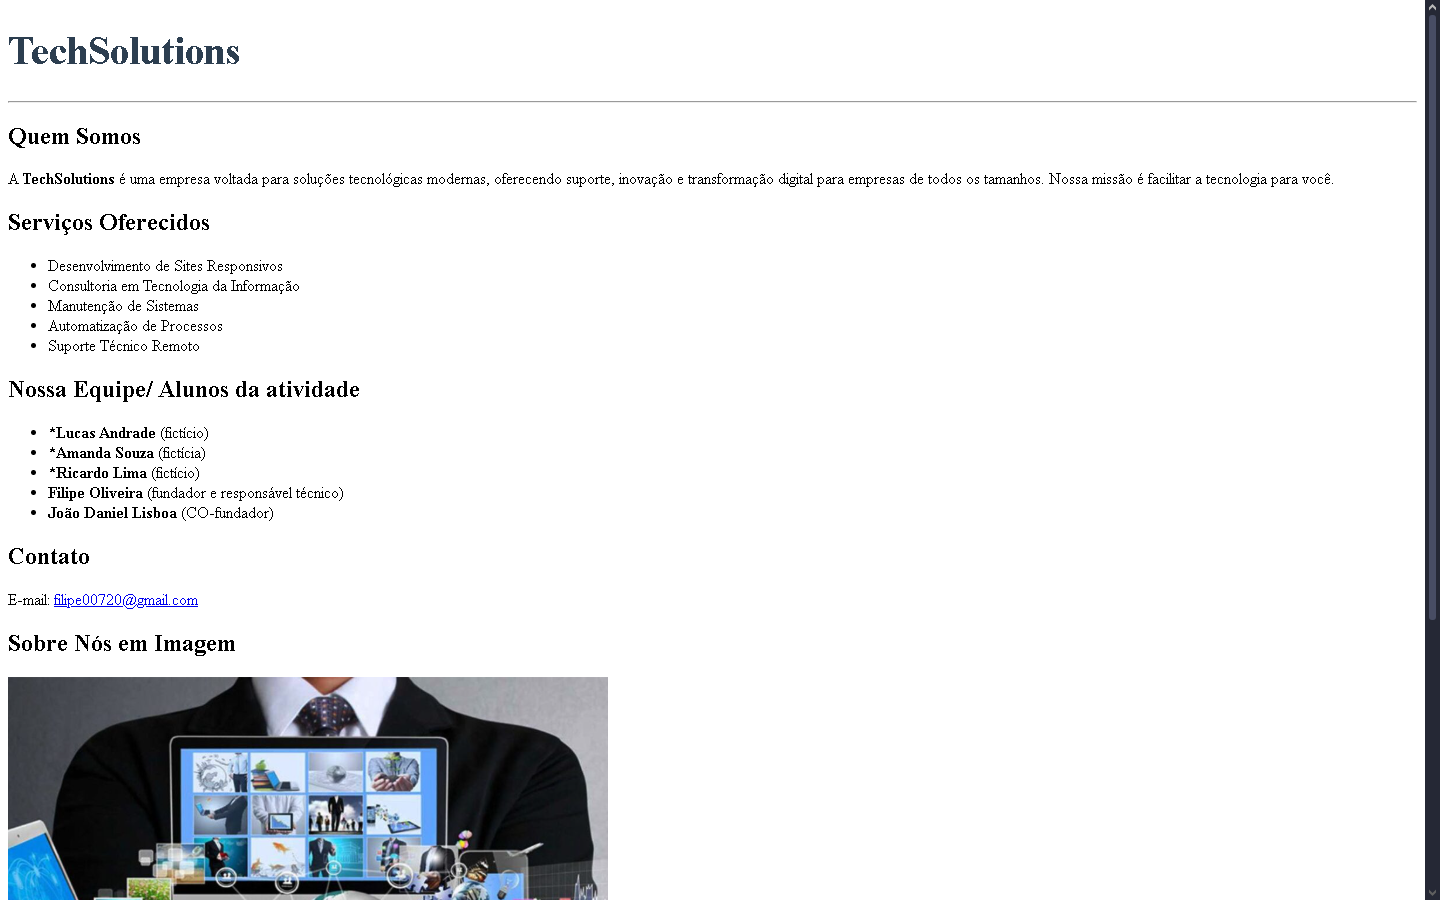 TechSolutions
Quem Somos
A TechSolutions é uma empresa voltada para soluções tecnológicas modernas, oferecendo suporte, inovação e transformação digital para empresas de todos os tamanhos. Nossa missão é facilitar a tecnologia para você.
Serviços Oferecidos
Desenvolvimento de Sites Responsivos
Consultoria em Tecnologia da Informação
Manutenção de Sistemas
Automatização de Processos
Suporte Técnico Remoto
Nossa Equipe/ Alunos da atividade
*Lucas Andrade (fictício)
*Amanda Souza (fictícia)
*Ricardo Lima (fictício)
Filipe Oliveira (fundador e responsável técnico)
João Daniel Lisboa (CO-fundador)
Contato
E-mail: filipe00720@gmail.com
Sobre Nós em Imagem